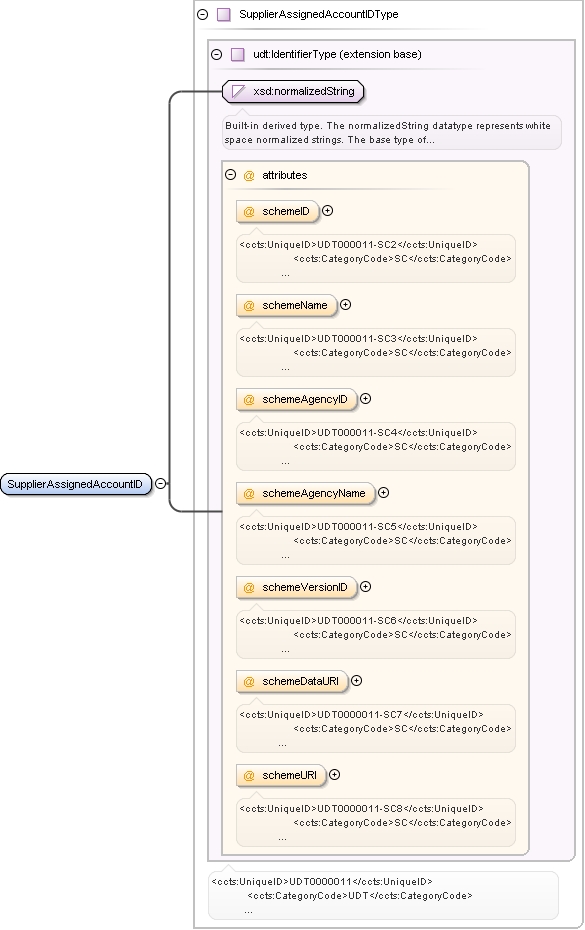 SupplierAssignedAccountIDType
udt:IdentifierType (extension base)
xsd:normalizedString
Built-in derived type. The normalizedString datatype represents white
space normalized strings. The base type of...
@ attributes
@ schemeID
<ccts:UniqueID>UDT000011-SC2</ccts:UniqueID>
<ccts:CategoryCode>SC</ccts:CategoryCode>
...
@ schemeName
<ccts:UniqueID>UDT000011-SC3</ccts:UniqueID>
<ccts:CategoryCode>SC</ccts:CategoryCode>
...
@ schemeAgencyID
<ccts:UniqueID>UDT000011-SC4</ccts:UniqueID>
<ccts:CategoryCode>SC</ccts:CategoryCode>
...
SupplierAssignedAccountID
@ schemeAgencyName
<ccts:UniqueID>UDT000011-SC5</ccts:UniqueID>
<ccts:CategoryCode>SC</ccts:CategoryCode>
...
@ schemeVersionID
<ccts:UniqueID>UDT000011-SC6</ccts:UniqueID>
<ccts:CategoryCode>SC</ccts:CategoryCode>
...
@ schemeDataURI
<ccts:UniqueID>UDT0000011-SC7</ccts:UniqueID>
<ccts:CategoryCode>SC</ccts:CategoryCode>
...
@ schemeURI
<ccts:UniqueID>UDT0000011-SC8</ccts:UniqueID>
<ccts:CategoryCode>SC</ccts:CategoryCode>
...
<ccts:UniqueID>UDT0000011</ccts:UniqueID>
<ccts:CategoryCode>UDT</ccts:CategoryCode>
...